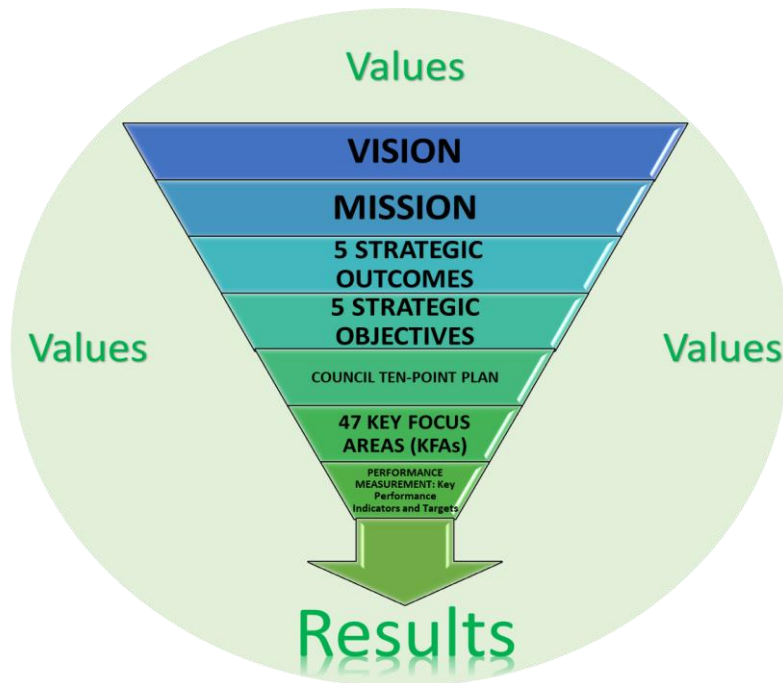 Values
VISION
MISSION
5 STRATEGIC
OUTCOMES
5 STRATEGIC
OBJECTIVES
Values
Values
COUNCIL TEN-POINT PLAN
47 KEY FOCUS
AREAS (KFAs)
PERFORMANCE
MEASUREMENT: Key
Performance
Indicators and Targets
Results